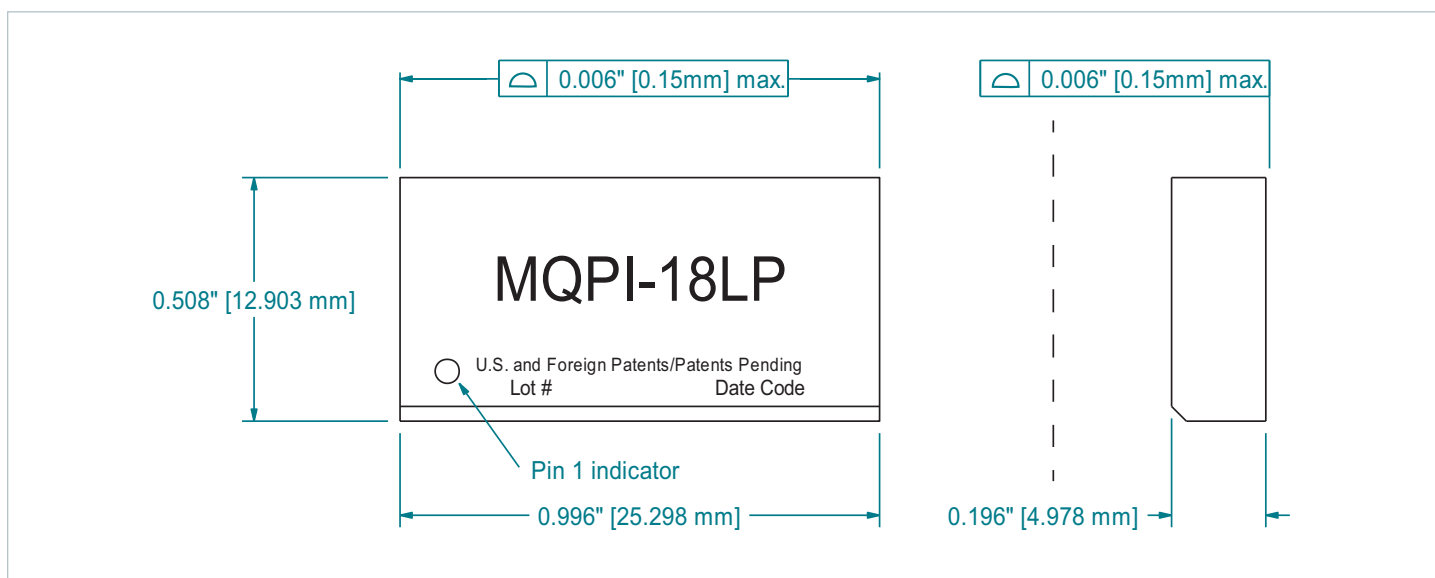 0.006" [0.15mm] max.
0.006" [0.15mm] max.
0.508" [12.903 mm]
MQPI-18LP
U.S. and Foreign Patents/Patents Pending
Lot # Date Code
Pin 1 indicator
0.996" [25.298 mm]
0.196" [4.978 mm]